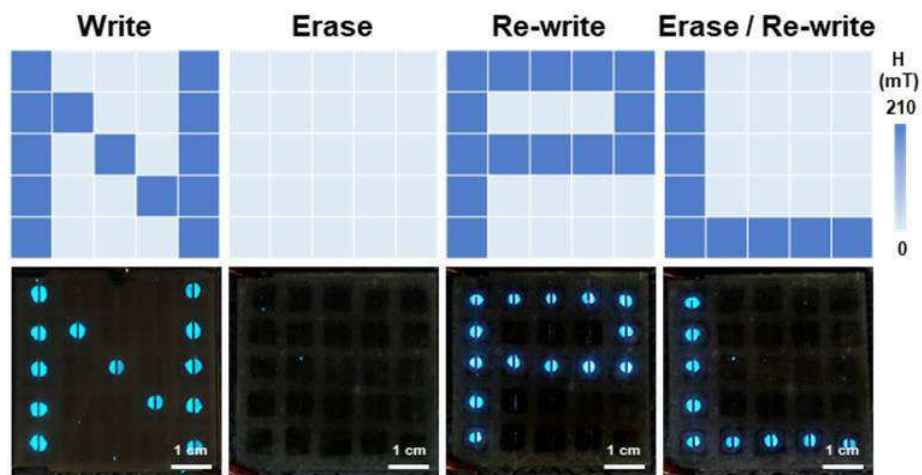 Write Erase Re-write Erase / Re-write
H
(mT)
210
0
1 cm 1 cm 1 cm 1 cm